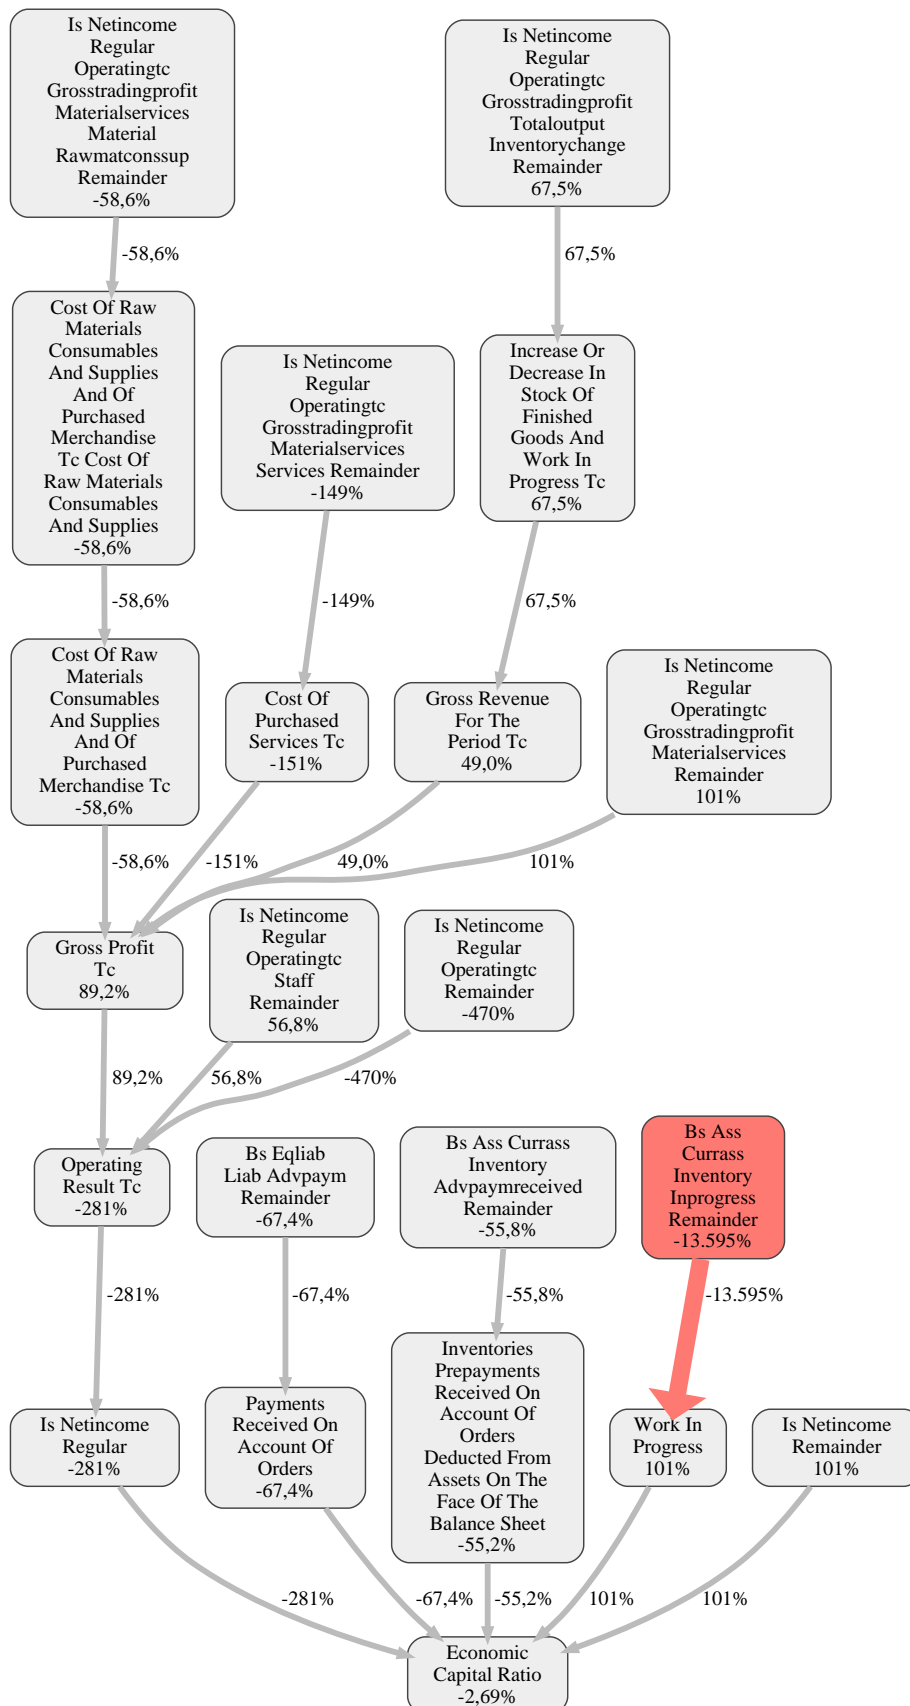 Is Netincome
Regular
Operatingtc
Grosstradingprofit
Materialservices
Material
Rawmatconssup
Remainder
-58,6%
Is Netincome
Regular
Operatingtc
Grosstradingprofit
Totaloutput
Inventorychange
Remainder
67,5%
-58,6%
67,5%
Cost Of Raw
Materials
Consumables
And Supplies
And Of
Purchased
Merchandise
Tc Cost Of
Raw Materials
Consumables
And Supplies
-58,6%
Is Netincome
Regular
Operatingtc
Grosstradingprofit
Materialservices
Services Remainder
-149%
Increase Or
Decrease In
Stock Of
Finished
Goods And
Work In
Progress Tc
67,5%
-58,6%
-149%
67,5%
Cost Of Raw
Materials
Consumables
And Supplies
And Of
Purchased
Merchandise Tc
-58,6%
Cost Of
Purchased
Services Tc
-151%
Gross Revenue
For The
Period Tc
49,0%
Is Netincome
Regular
Operatingtc
Grosstradingprofit
Materialservices
Remainder
101%
-58,6%
-151%
49,0%
101%
Gross Profit
Tc
89,2%
Is Netincome
Regular
Operatingtc
Staff
Remainder
56,8%
Is Netincome
Regular
Operatingtc
Remainder
-470%
89,2%
56,8%
-470%
Operating
Result Tc
-281%
Bs Eqliab
Liab Advpaym
Remainder
-67,4%
Bs Ass Currass
Inventory
Advpaymreceived
Remainder
-55,8%
Bs Ass
Currass
Inventory
Inprogress
Remainder
-13.595%
-281%
-67,4%
-55,8%
-13.595%
Is Netincome
Regular
-281%
Payments
Received On
Account Of
Orders
-67,4%
Inventories
Prepayments
Received On
Account Of
Orders
Deducted From
Assets On The
Face Of The
Balance Sheet
-55,2%
Work In
Progress
101%
Is Netincome
Remainder
101%
-281%
-67,4%
-55,2%
101%
101%
Economic
Capital Ratio
-2,69%